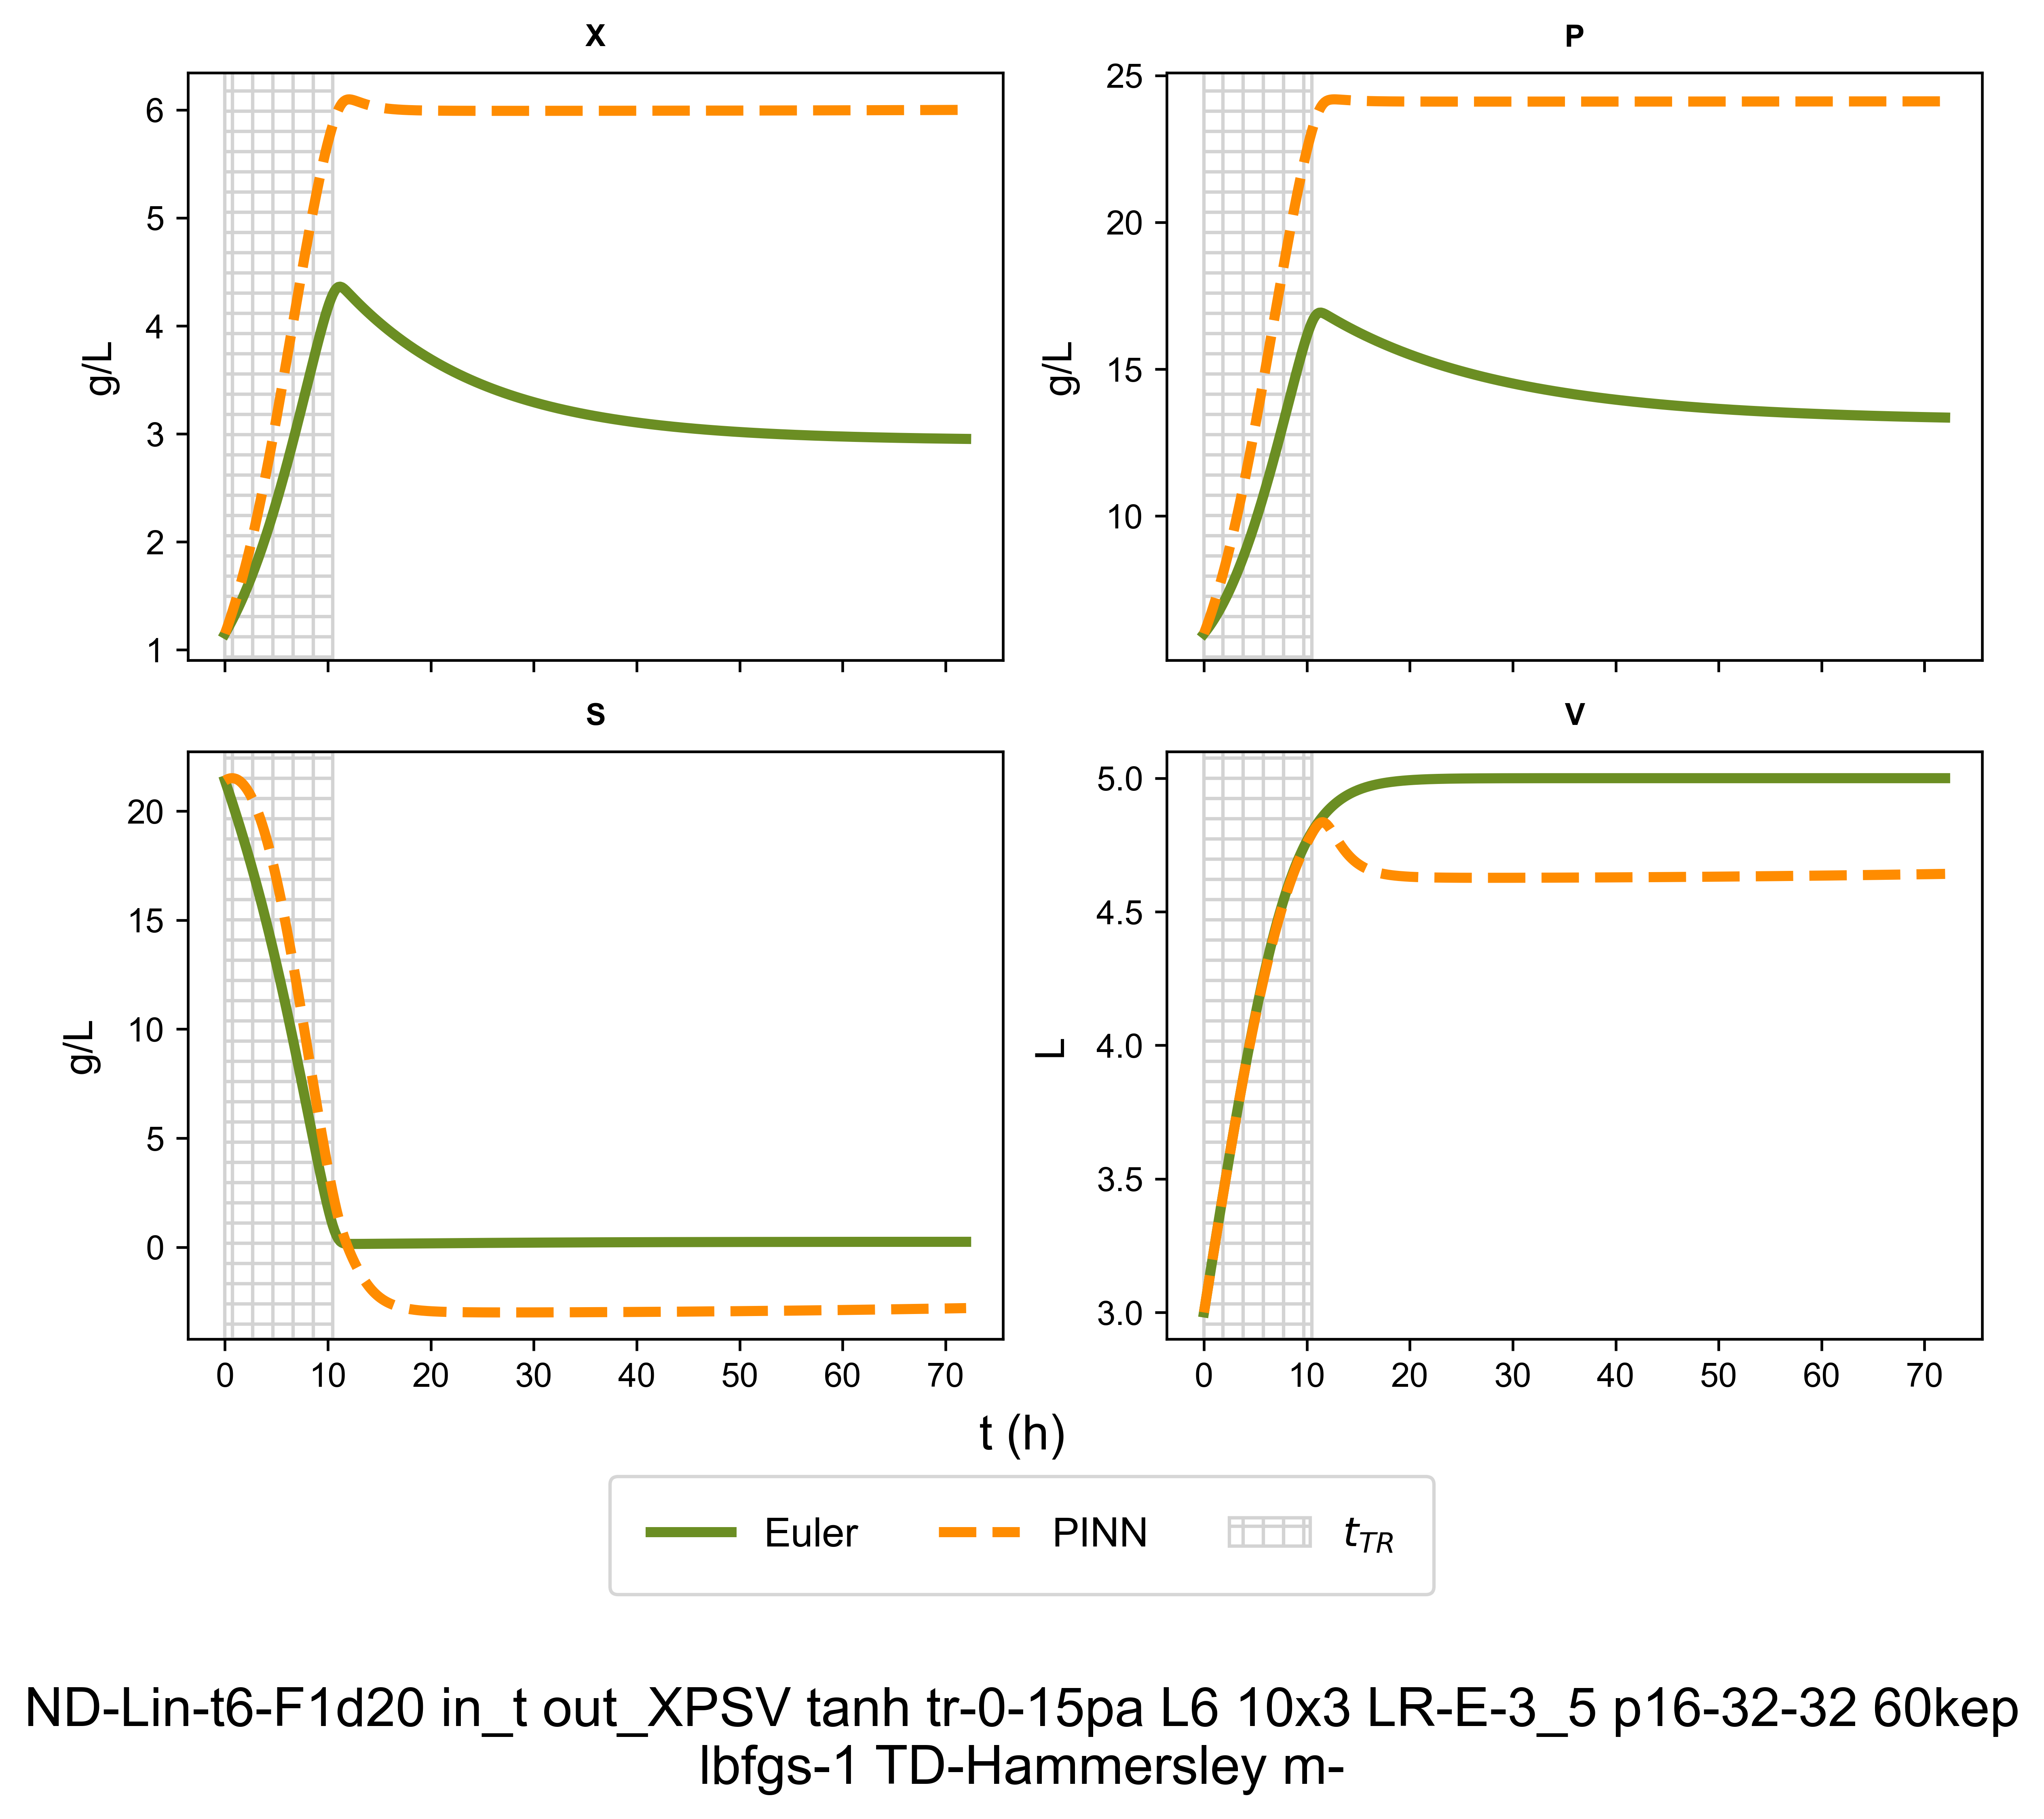 X
P
6
5
4
3
2
1
g/L
25
20
15
10
g/L
S
V
20
15
10
5
0
g/L
5.0
4.5
4.0
3.5
3.0
L
0 10 20 30 40 50 60 70
0 10 20 30 40 50 60 70
t (h)
Euler PINN t_TR
ND-Lin-t6-F1d20 in_t out_XPSV tanh tr-0-15pa L6 10x3 LR-E-3_5 p16-32-32 60kep
lbfgs-1 TD-Hammersley m-